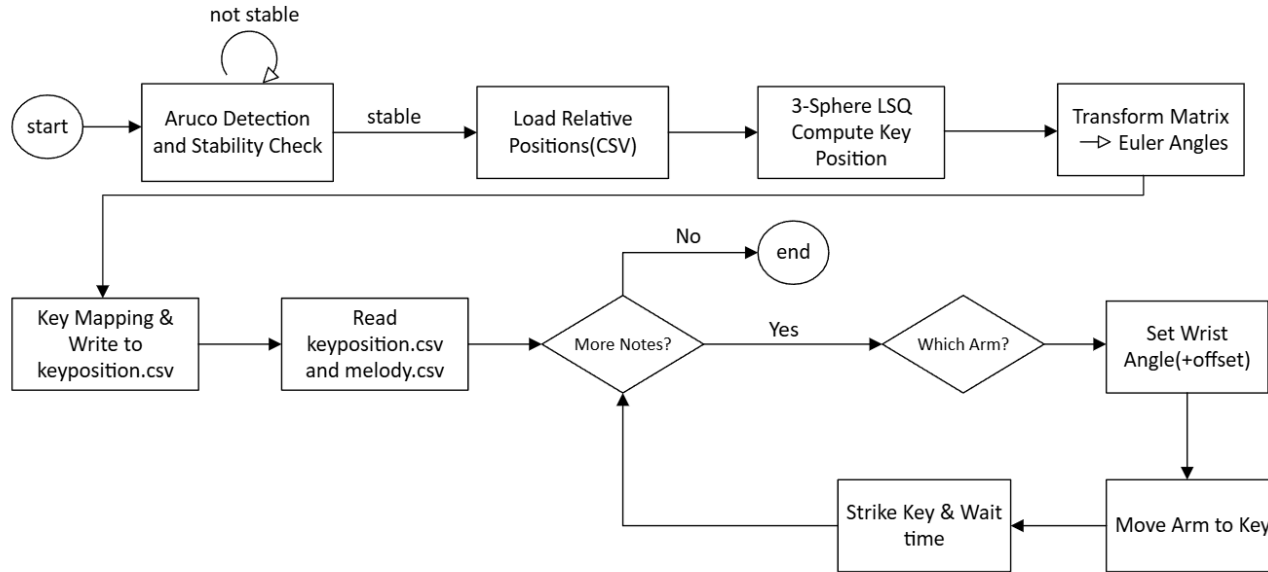 not stable
start
Aruco Detection
and Stability Check
stable
Load Relative
Positions(CSV)
3-Sphere LSQ
Compute Key
Position
Transform Matrix
Euler Angles
No
end
Key Mapping &
Write to
keyposition.csv
Read
keyposition.csv
and melody.csv
More Notes?
Yes
Which Arm?
Set Wrist
Angle(+offset)
Strike Key & Wait
time
Move Arm to Key